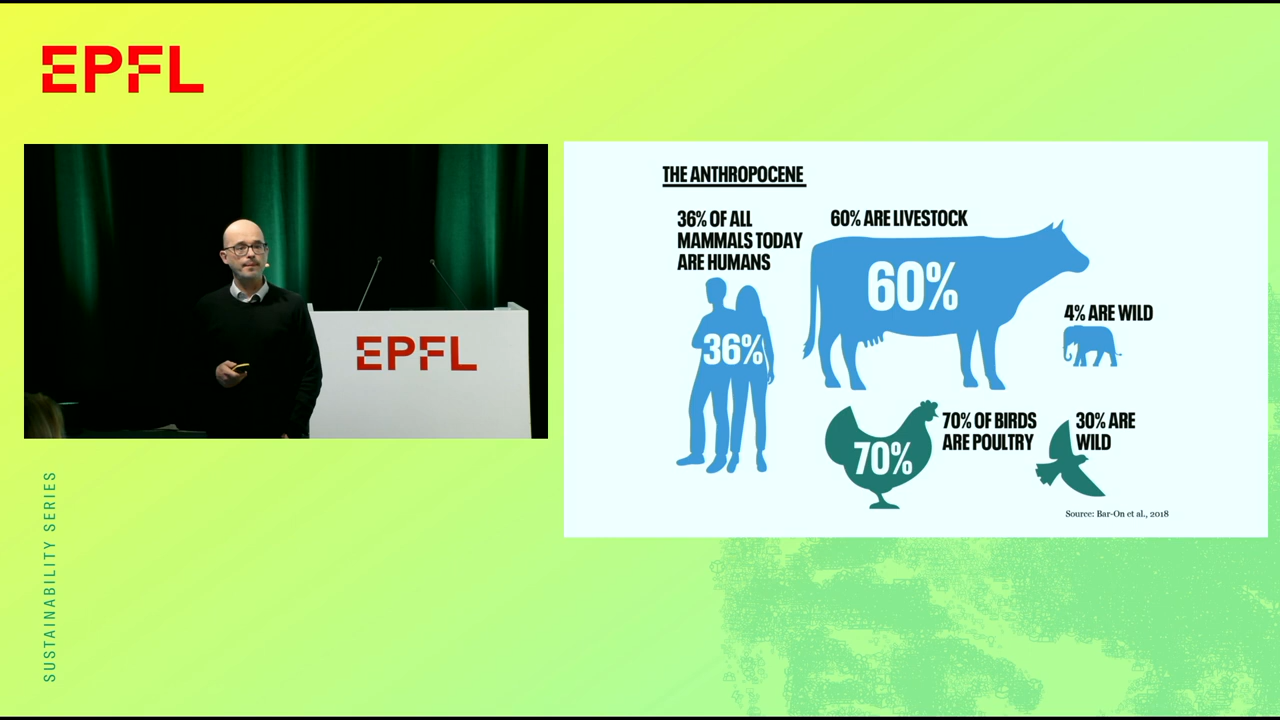 EPFL
EPFL
SUSTAINABILITY SERIES
THE ANTHROPOCENE
36% OF ALL
MAMMALS TODAY
ARE HUMANS
36%
60% ARE LIVESTOCK
60%
4% ARE WILD
70%
70% OF BIRDS
ARE POULTRY
30% ARE
WILD
Source: Bar-On et al., 2018